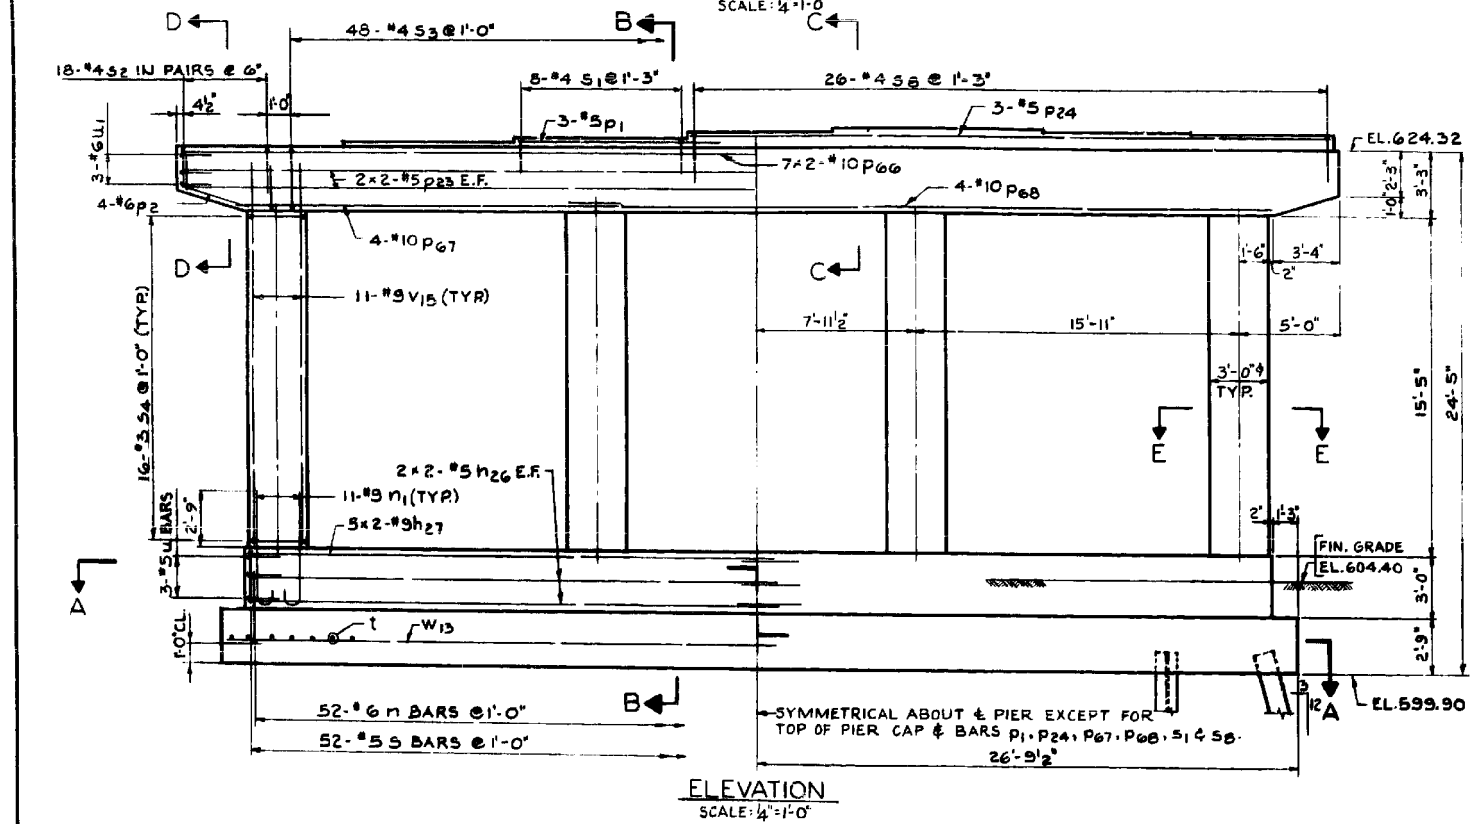 SCALE: 1/4"=1'-0
D
B
C
48-#4 S3 @ 1'-0"
18-#4 S2 IN PAIRS @ 6"
8-#4 S1 @ 1'-3"
26-#4 S8 @ 1'-3"
4½"
1'-0"
3-#5 p1
3-#5 p24
EL.624.32
3-#6 u1
7x2-#10 p66
2x2-#5 p23 E.F.
4-#10 p68
4-#6 p2
2'-3"
3'-3"
1'-0"
4-#10 p67
D
C
1'-6"
3'-4"
2"
11-#9 V15 (TYP)
7'-11½"
15'-11"
5'-0"
16-#3 S4 @ 1'-0" (TYP.)
3'-0"ϕ
TYP.
15'-5"
24'-5"
E
E
2x2-#5 h26 E.F.
11-#9 n1 (TYP.)
2'-9"
5x2-#9 h27
2"
1'-3"
FIN. GRADE
EL.604.40
3-#5 u BARS
A
3'-0"
t
W13
1'-0" CL
2'-9"
B
52-#6 n BARS @ 1'-0"
52-#5 S BARS @ 1'-0"
SYMMETRICAL ABOUT ℄ PIER EXCEPT FOR
TOP OF PIER CAP & BARS p1, p24, p67, p68, S1 & S8.
3
12
A
EL.599.90
26'-9½"
ELEVATION
SCALE: 1/4"=1'-0"